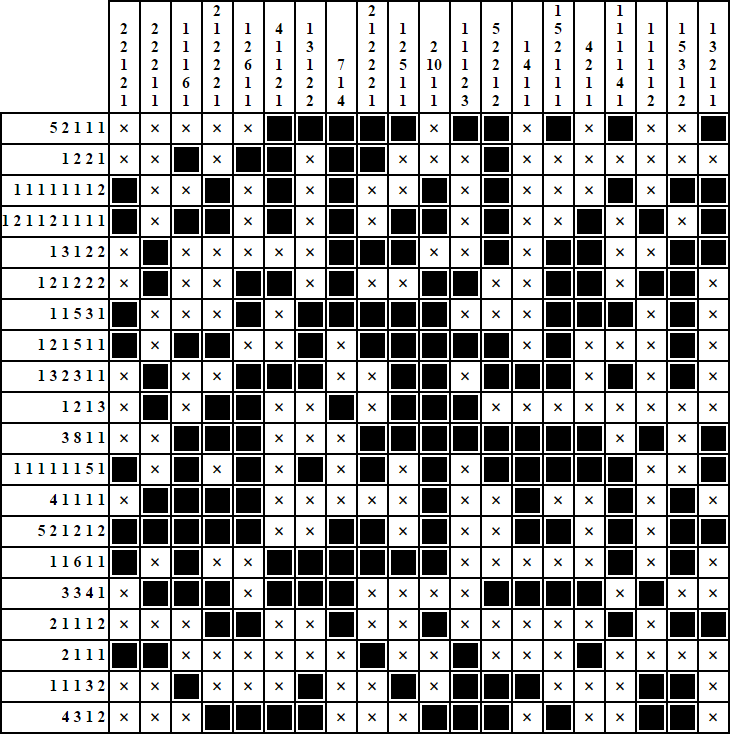 2 2 1 2 1
2 2 2 1 1
1 1 1 6 1
2 1 2 2 2 1
1 2 6 1 1
4 1 1 2 1
1 3 1 2 2
7 1 4
2 1 2 2 2 1
1 2 5 1 1
2 10 1 1
1 1 1 2 3
5 2 2 1 2
1 4 1 1
1 5 2 1 1 1
4 2 1 1
1 1 1 1 4 1
1 1 1 1 2
1 5 3 1 2
1 3 2 1 1
5 2 1 1 1
1 2 2 1
1 1 1 1 1 1 1 2
1 2 1 1 2 1 1 1 1
1 3 1 2 2
1 2 1 2 2 2
1 1 5 3 1
1 2 1 5 1 1
1 3 2 3 1 1
1 2 1 3
3 8 1 1
1 1 1 1 1 1 5 1
4 1 1 1 1
5 2 1 2 1 2
1 1 6 1 1
3 3 4 1
2 1 1 1 2
2 1 1 1
1 1 1 3 2
4 3 1 2